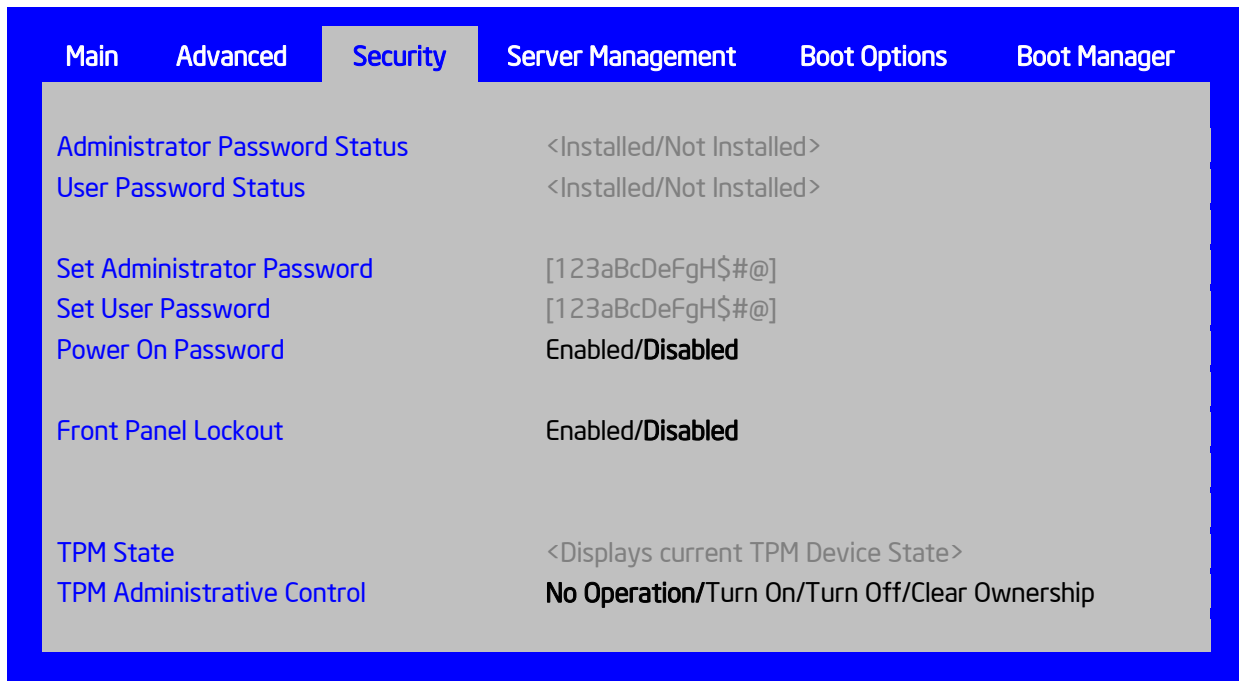 Main Advanced Security Server Management Boot Options Boot Manager
Administrator Password Status <Installed/Not Installed>
User Password Status <Installed/Not Installed>
Set Administrator Password [123aBcDeFgH$#@]
Set User Password [123aBcDeFgH$#@]
Power On Password Enabled/Disabled
Front Panel Lockout Enabled/Disabled
TPM State <Displays current TPM Device State>
TPM Administrative Control No Operation/Turn On/Turn Off/Clear Ownership